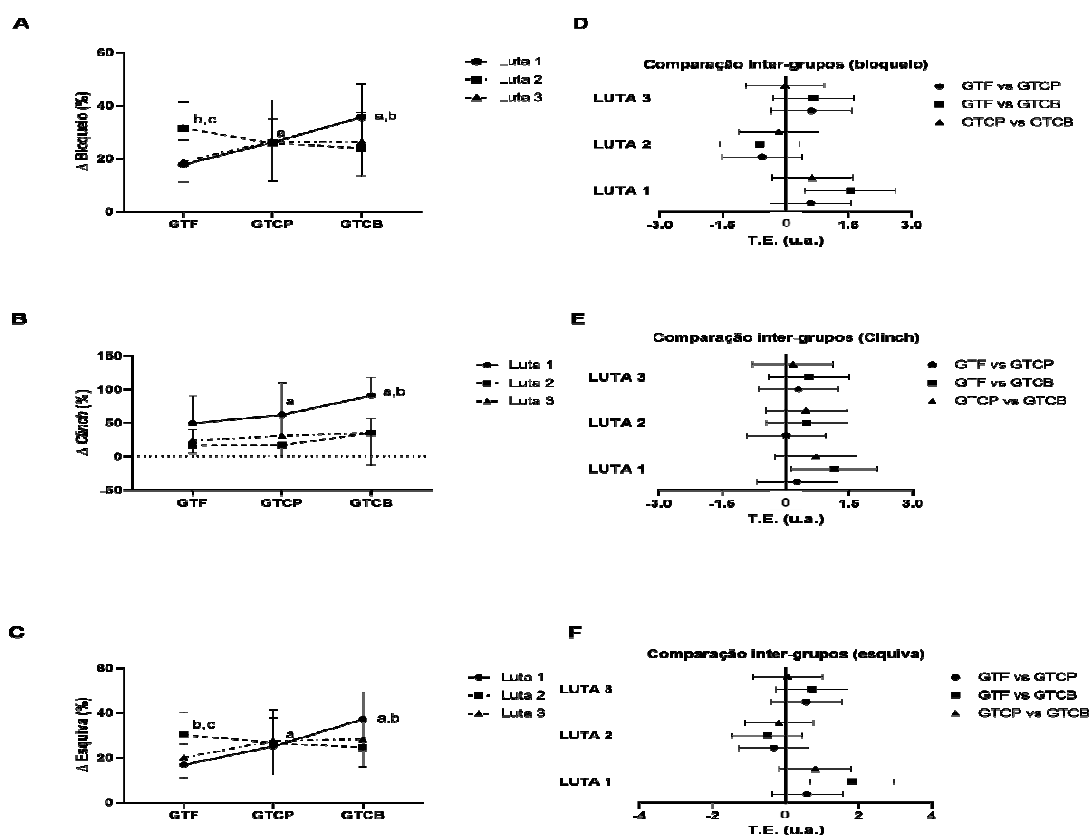 A
Δ Bloqueio (%)
60
40
20
0
b,c
a
a,b
GTF
GTCP
GTCB
Luta 1
Luta 2
Luta 3
D
Comparação inter-grupos (bloqueio)
LUTA 3
LUTA 2
LUTA 1
-3.0
-1.5
0
1.5
3.0
T.E. (u.a.)
GTF vs GTCP
GTF vs GTCB
GTCP vs GTCB
B
Δ Clinch (%)
150
100
50
0
-50
a
a,b
GTF
GTCP
GTCB
Luta 1
Luta 2
Luta 3
E
Comparação inter-grupos (Clinch)
LUTA 3
LUTA 2
LUTA 1
-3.0
-1.5
0
1.5
3.0
T.E. (u.a.)
GTF vs GTCP
GTF vs GTCB
GTCP vs GTCB
C
Δ Esquiva (%)
60
40
20
0
b,c
a
a,b
GTF
GTCP
GTCB
Luta 1
Luta 2
Luta 3
F
Comparação inter-grupos (esquiva)
LUTA 3
LUTA 2
LUTA 1
-4
-2
0
2
4
T.E. (u.a.)
GTF vs GTCP
GTF vs GTCB
GTCP vs GTCB